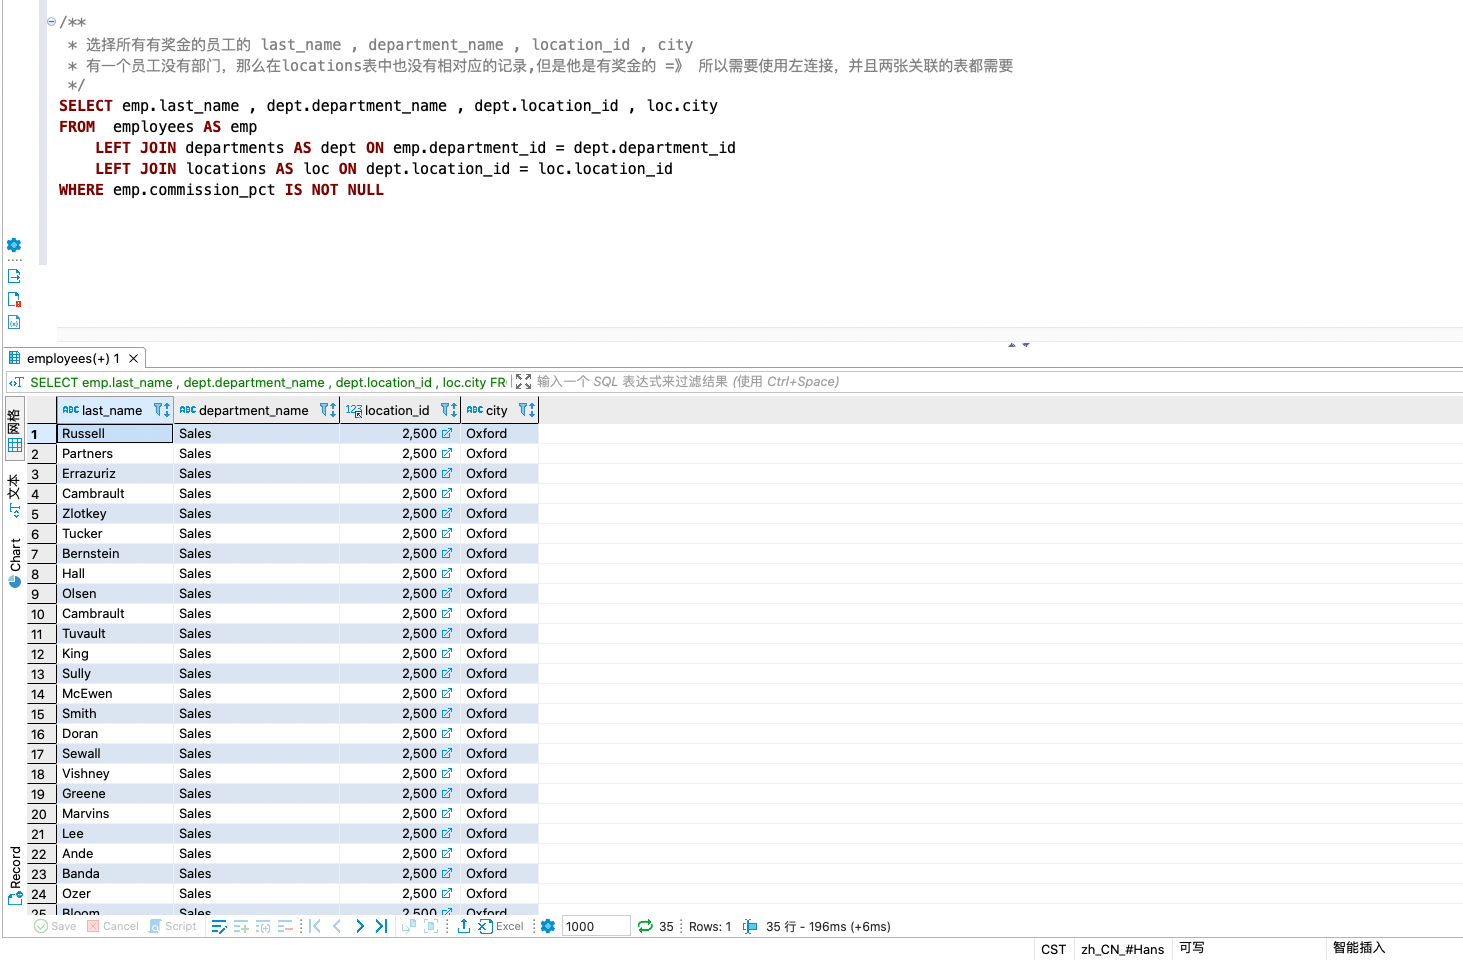 /**
* 选择所有有奖金的员工的 last_name , department_name , location_id , city
* 有一个员工没有部门，那么在locations表中也没有相对应的记录,但是他是有奖金的 =》 所以需要使用左连接，并且两张关联的表都需要
*/
SELECT emp.last_name , dept.department_name , dept.location_id , loc.city
FROM  employees AS emp
LEFT JOIN departments AS dept ON emp.department_id = dept.department_id
LEFT JOIN locations AS loc ON dept.location_id = loc.location_id
WHERE emp.commission_pct IS NOT NULL
employees(+) 1
SELECT emp.last_name , dept.department_name , dept.location_id , loc.city FR 输入一个 SQL 表达式来过滤结果 (使用 Ctrl+Space)
网格
文本
Chart
Record
ABC last_name ABC department_name 123 location_id ABC city
1 Russell Sales 2,500 Oxford
2 Partners Sales 2,500 Oxford
3 Errazuriz Sales 2,500 Oxford
4 Cambrault Sales 2,500 Oxford
5 Zlotkey Sales 2,500 Oxford
6 Tucker Sales 2,500 Oxford
7 Bernstein Sales 2,500 Oxford
8 Hall Sales 2,500 Oxford
9 Olsen Sales 2,500 Oxford
10 Cambrault Sales 2,500 Oxford
11 Tuvault Sales 2,500 Oxford
12 King Sales 2,500 Oxford
13 Sully Sales 2,500 Oxford
14 McEwen Sales 2,500 Oxford
15 Smith Sales 2,500 Oxford
16 Doran Sales 2,500 Oxford
17 Sewall Sales 2,500 Oxford
18 Vishney Sales 2,500 Oxford
19 Greene Sales 2,500 Oxford
20 Marvins Sales 2,500 Oxford
21 Lee Sales 2,500 Oxford
22 Ande Sales 2,500 Oxford
23 Banda Sales 2,500 Oxford
24 Ozer Sales 2,500 Oxford
25 Bloom Sales 2,500 Oxford
Save Cancel Script Excel 1000 35 Rows: 1 35 行 - 196ms (+6ms)
CST zh_CN_#Hans 可写 智能插入